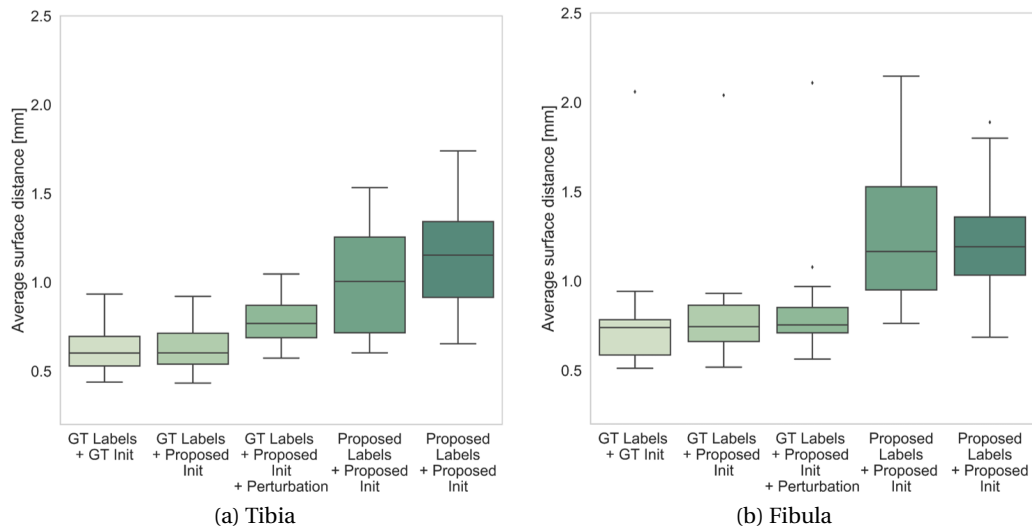 2.5
2.0
1.5
1.0
0.5
Average surface distance [mm]
GT Labels
+ GT Init
GT Labels
+ Proposed
Init
GT Labels
+ Proposed
Init
+ Perturbation
Proposed
Labels
+ Proposed
Init
Proposed
Labels
+ Proposed
Init
(a) Tibia
2.5
2.0
1.5
1.0
0.5
Average surface distance [mm]
GT Labels
+ GT Init
GT Labels
+ Proposed
Init
GT Labels
+ Proposed
Init
+ Perturbation
Proposed
Labels
+ Proposed
Init
Proposed
Labels
+ Proposed
Init
(b) Fibula